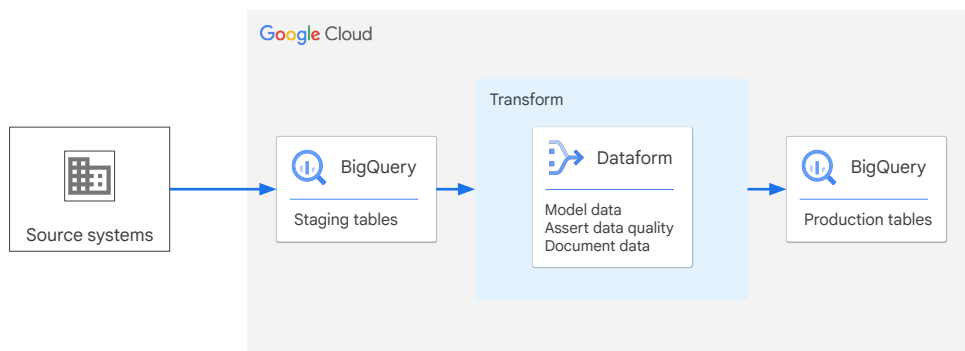 Google Cloud
Transform
Source systems
BigQuery
Staging tables
Dataform
Model data
Assert data quality
Document data
BigQuery
Production tables